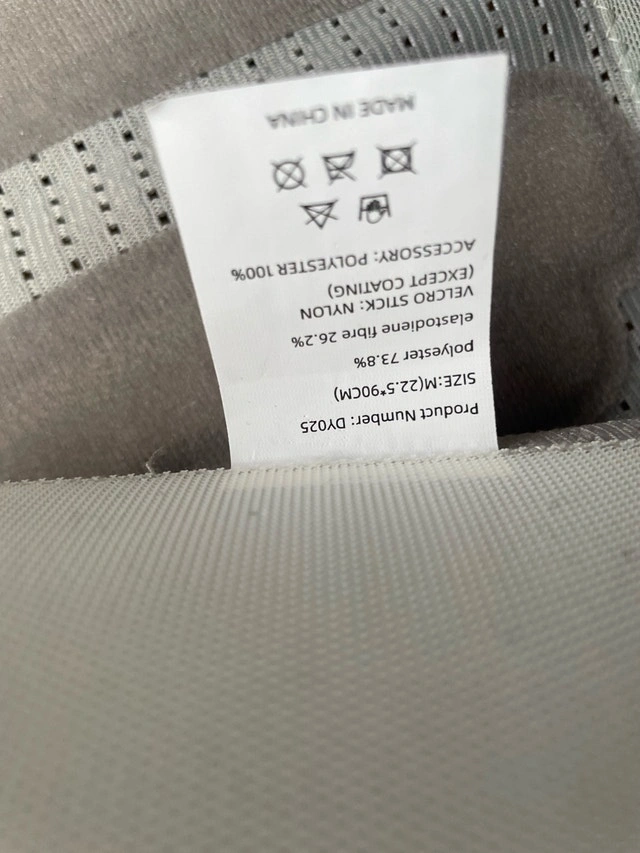 Product Number: DY025
SIZE:M(22.5*90CM)
polyester 73.8%
elastodiene fibre 26.2%
VELCRO STICK: NYLON
(EXCEPT COATING)
ACCESSORY: POLYESTER 100%
MADE IN CHINA